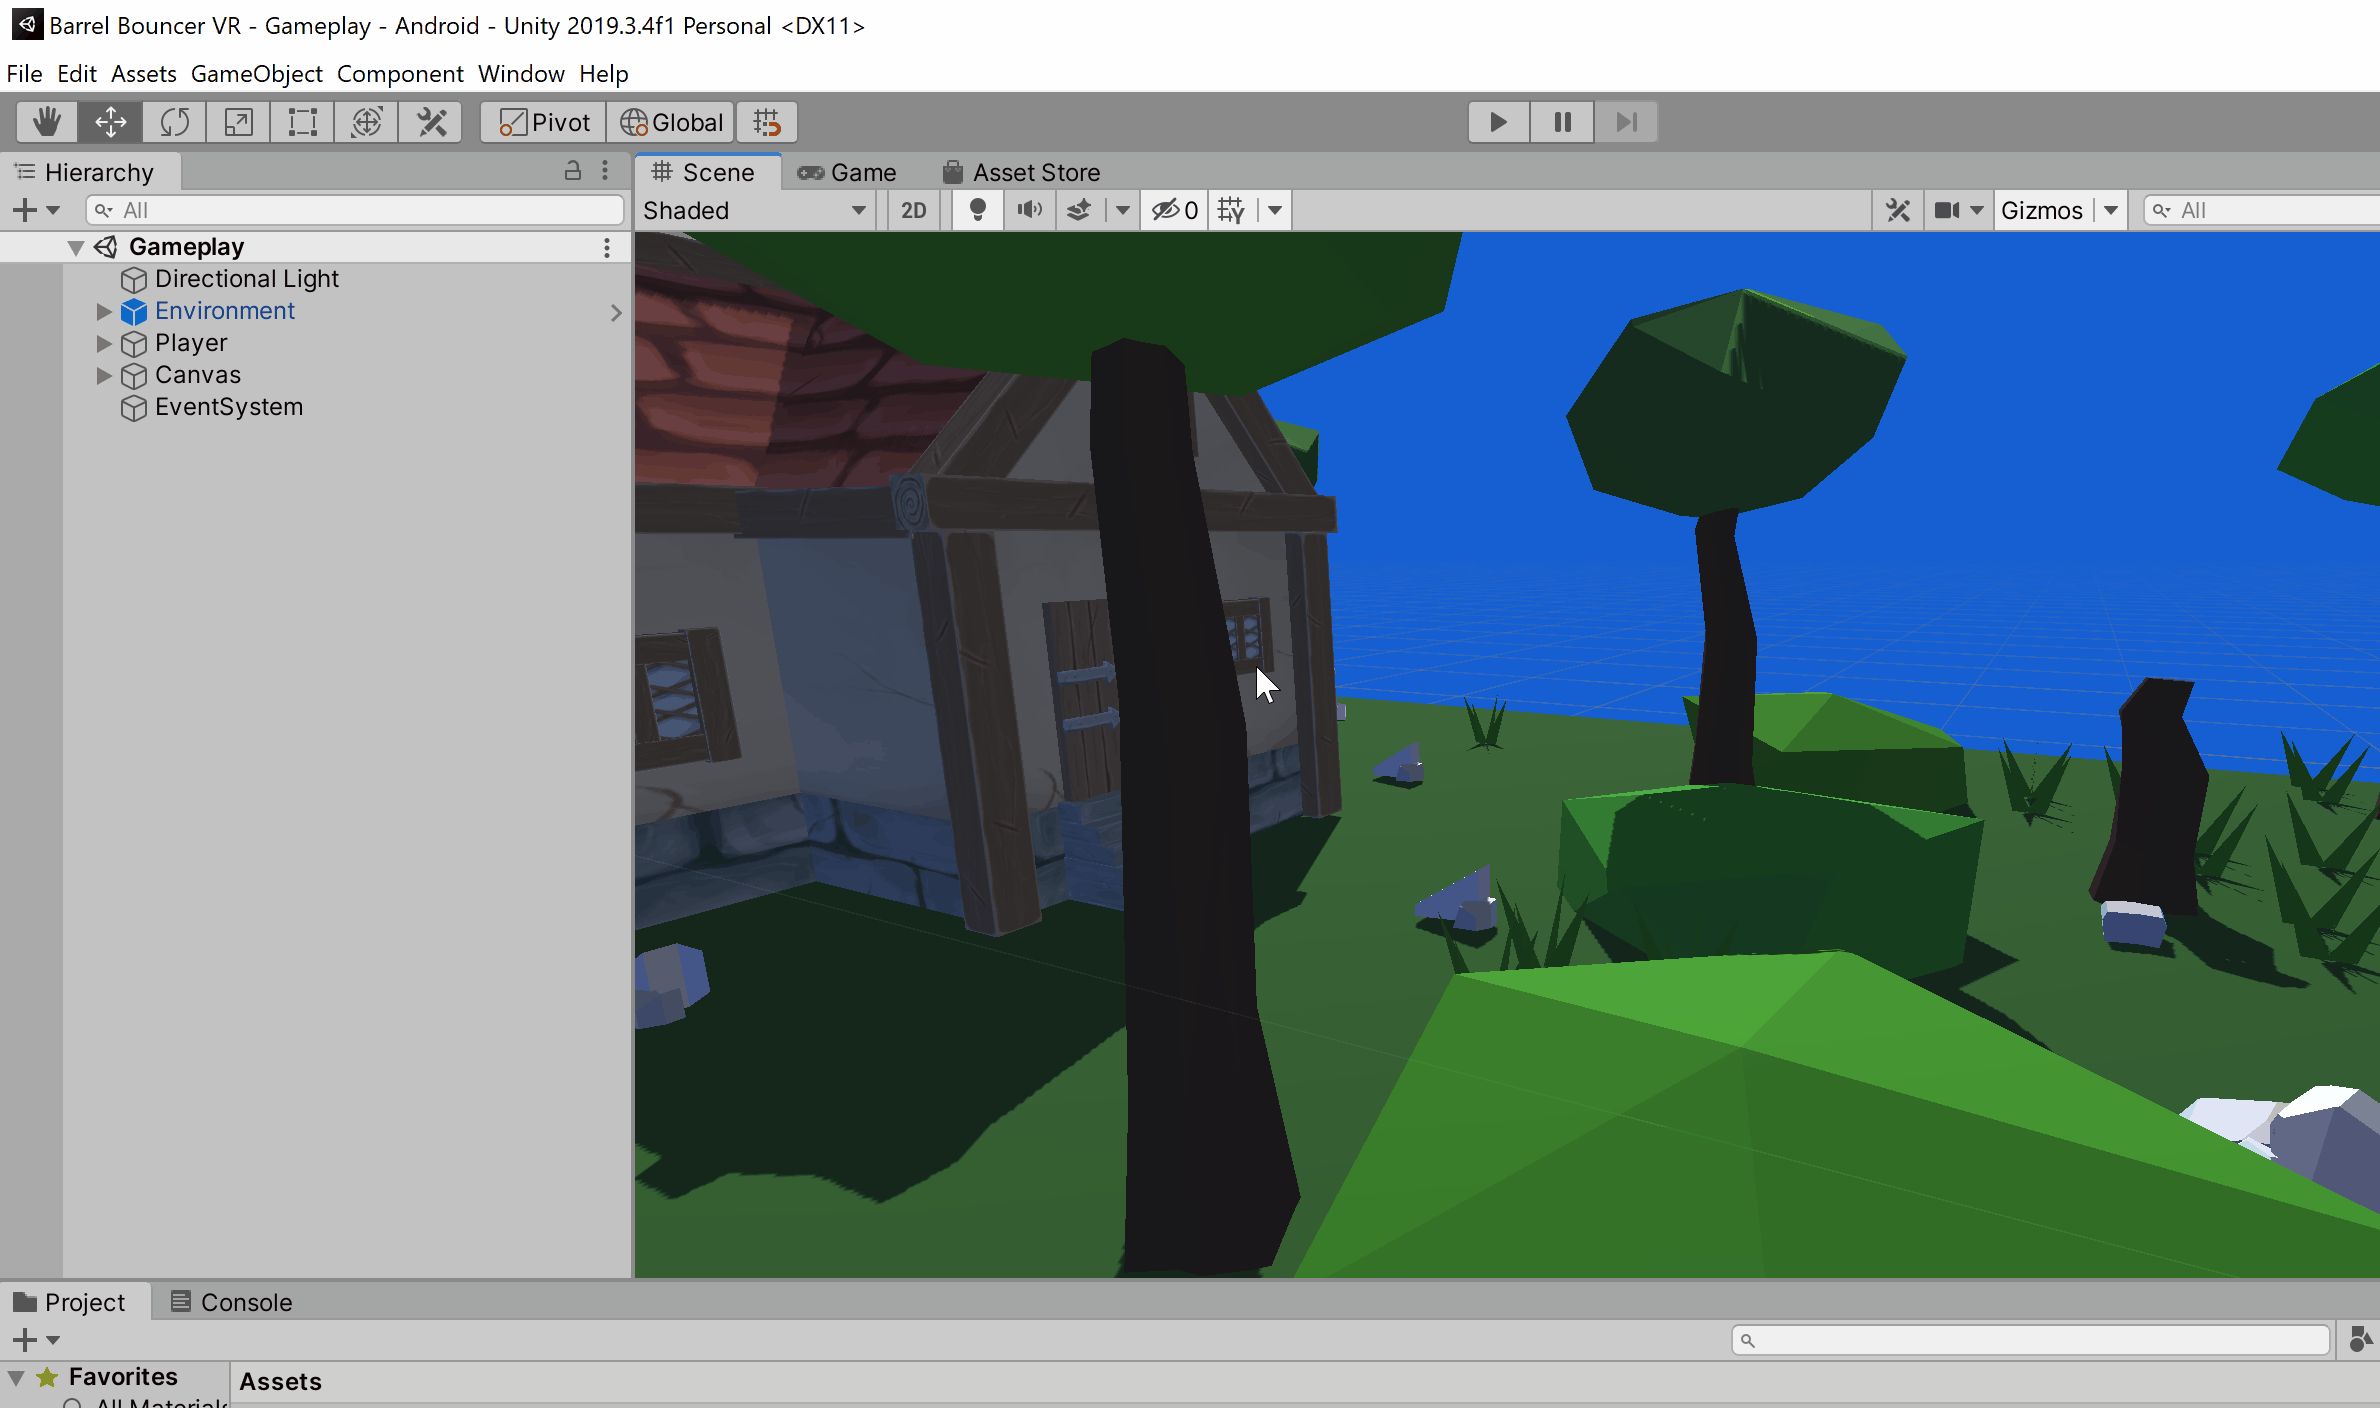 Barrel Bouncer VR - Gameplay - Android - Unity 2019.3.4f1 Personal <DX11>
File Edit Assets GameObject Component Window Help
Pivot Global
Hierarchy
Scene Game Asset Store
All
Shaded 2D 0 Gizmos All
Gameplay
Directional Light
Environment
Player
Canvas
EventSystem
Project Console
Favorites
Assets
All Materials